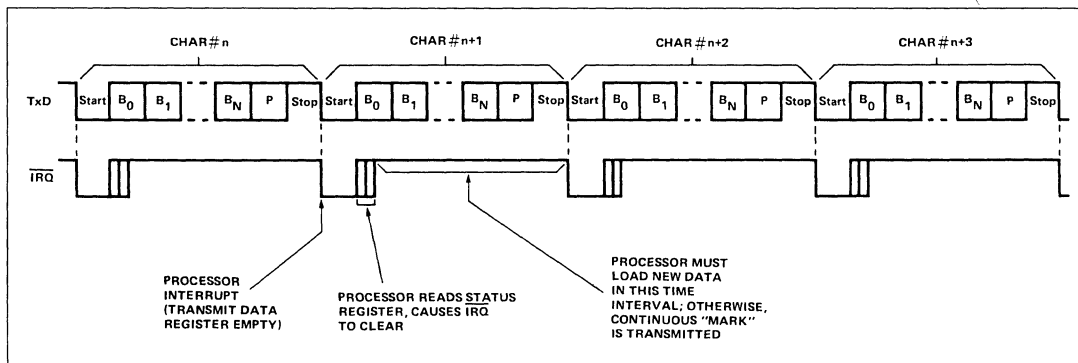 CHAR#n CHAR#n+1 CHAR#n+2 CHAR#n+3
TxD Start B0 B1 BN P Stop Start B0 B1 BN P Stop Start B0 B1 BN P Stop Start B0 B1 BN P Stop
IRQ
PROCESSOR
INTERRUPT
(TRANSMIT DATA
REGISTER EMPTY)
PROCESSOR READS STATUS
REGISTER, CAUSES IRQ
TO CLEAR
PROCESSOR MUST
LOAD NEW DATA
IN THIS TIME
INTERVAL; OTHERWISE,
CONTINUOUS "MARK"
IS TRANSMITTED